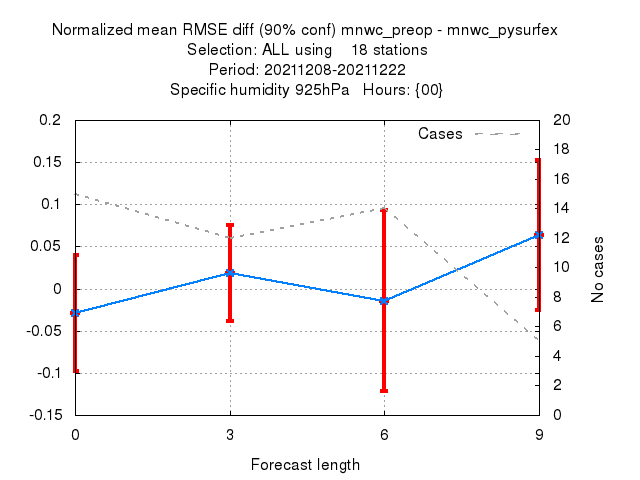 Normalized mean RMSE diff (90% conf) mnwc_preop - mnwc_pysurfex
Selection: ALL using    18 stations
Period: 20211208-20211222
Specific humidity 925hPa   Hours: {00}
0.2
0.15
0.1
0.05
0
-0.05
-0.1
-0.15
Cases
20
18
16
14
12
10
8
6
4
2
0
No cases
0 3 6 9
Forecast length